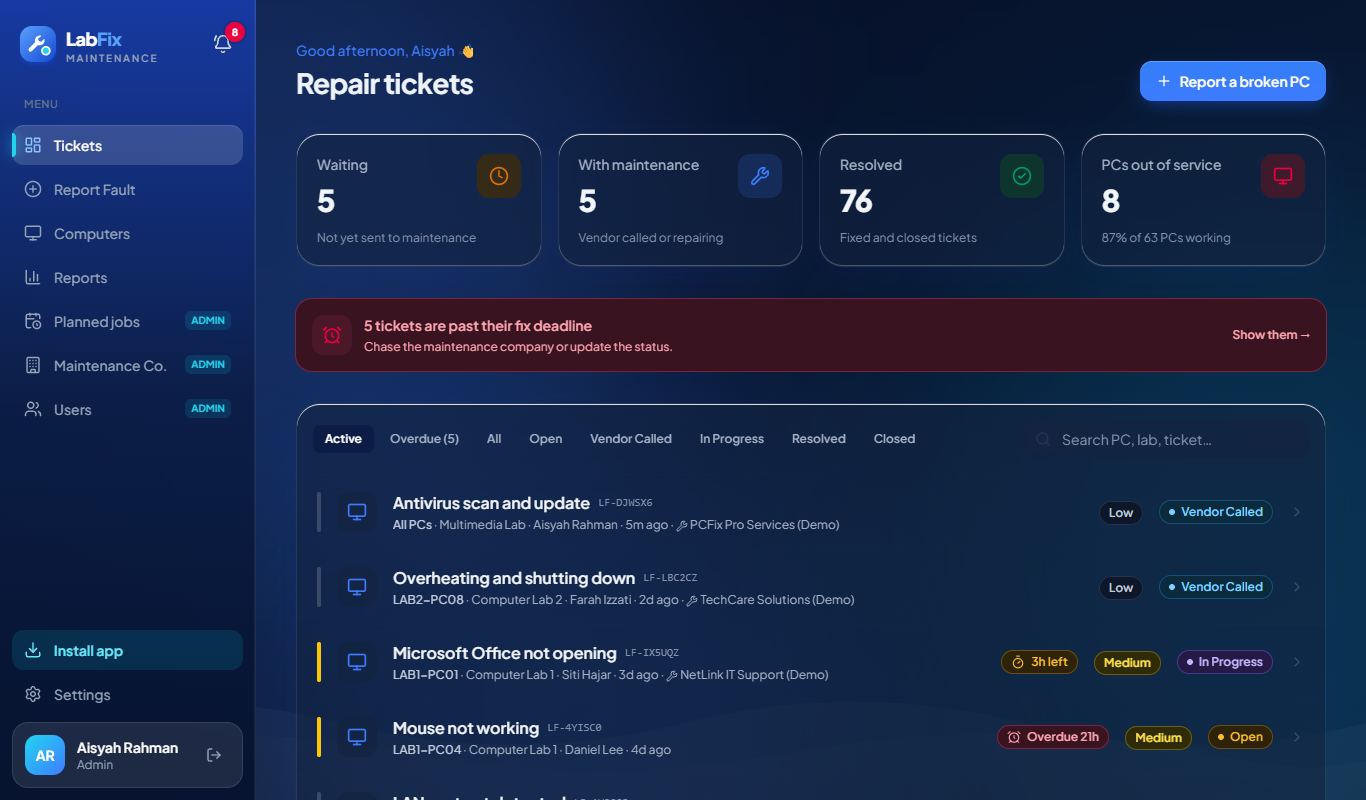 LabFix
MAINTENANCE
8
MENU
Tickets
Report Fault
Computers
Reports
Planned jobs ADMIN
Maintenance Co. ADMIN
Users ADMIN
Install app
Settings
AR
Aisyah Rahman
Admin
Good afternoon, Aisyah 👋
Repair tickets
+ Report a broken PC
Waiting
5
Not yet sent to maintenance
With maintenance
5
Vendor called or repairing
Resolved
76
Fixed and closed tickets
PCs out of service
8
87% of 63 PCs working
5 tickets are past their fix deadline
Chase the maintenance company or update the status.
Show them →
Active Overdue (5) All Open Vendor Called In Progress Resolved Closed
Search PC, lab, ticket...
Antivirus scan and update LF-DJWSX6
All PCs · Multimedia Lab · Aisyah Rahman · 5m ago · PCFix Pro Services (Demo)
Low Vendor Called
Overheating and shutting down LF-LBC2CZ
LAB2-PC08 · Computer Lab 2 · Farah Izzati · 2d ago · TechCare Solutions (Demo)
Low Vendor Called
Microsoft Office not opening LF-IX5UQZ
LAB1-PC01 · Computer Lab 1 · Siti Hajar · 3d ago · NetLink IT Support (Demo)
3h left Medium In Progress
Mouse not working LF-4YISC0
LAB1-PC04 · Computer Lab 1 · Daniel Lee · 4d ago
Overdue 21h Medium Open